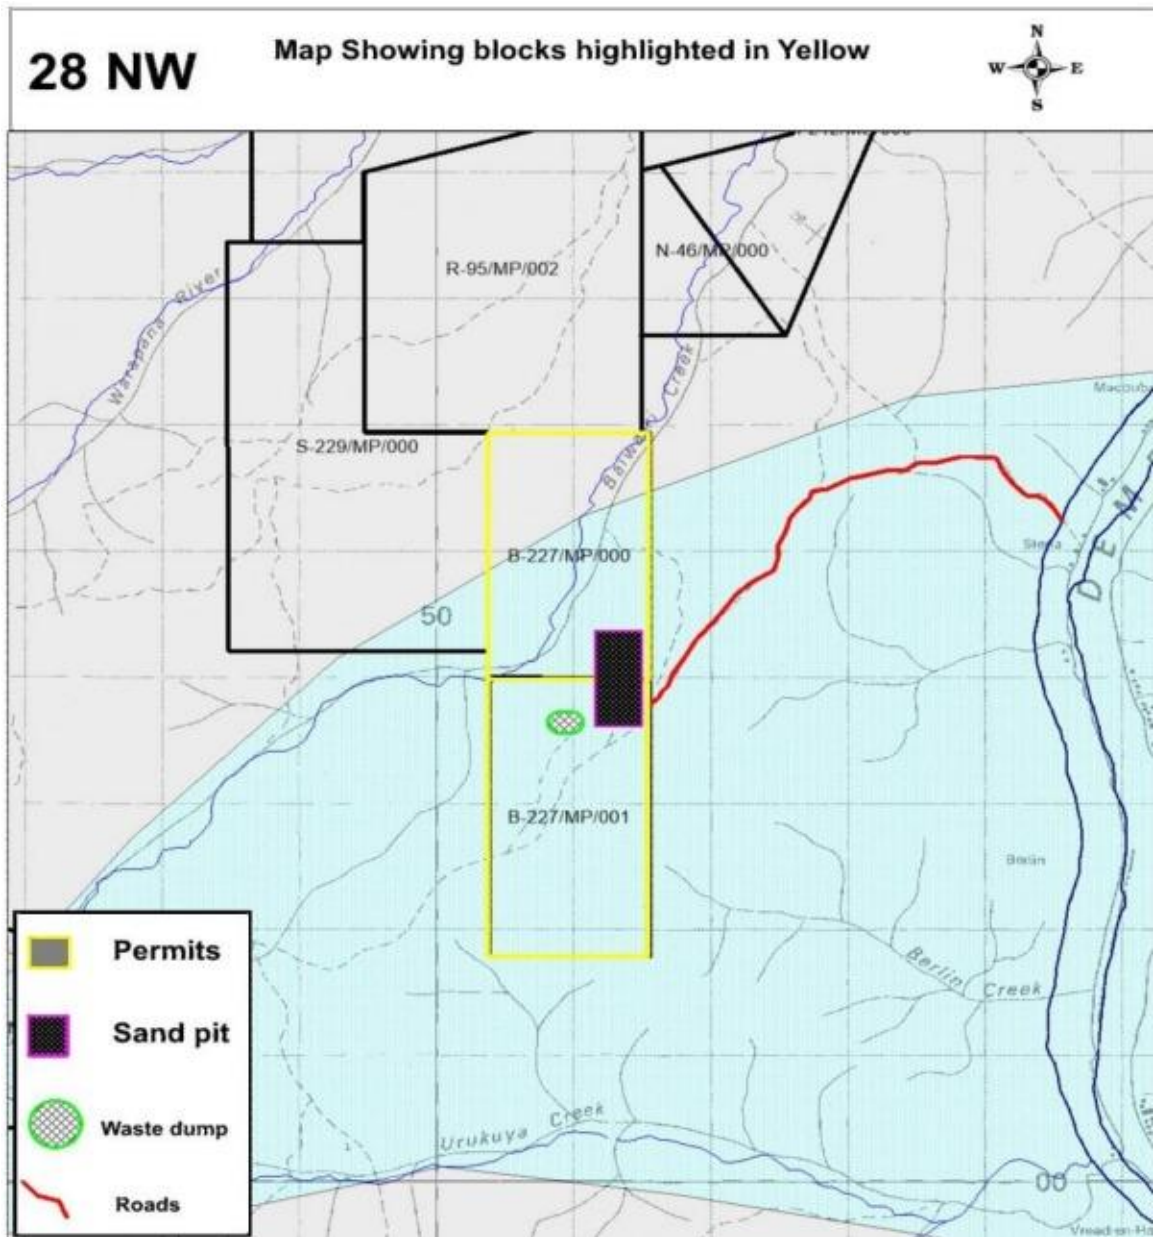 28 NW
Map Showing blocks highlighted in Yellow
N
W E
S
R-95/MP/002
N-46/MP/000
Warapana River
Creek
S-229/MP/000
B-227/MP/000
50
D E M
B-227/MP/001
Berlin
Berlin Creek
Urukuya Creek
00
Permits
Sand pit
Waste dump
Roads